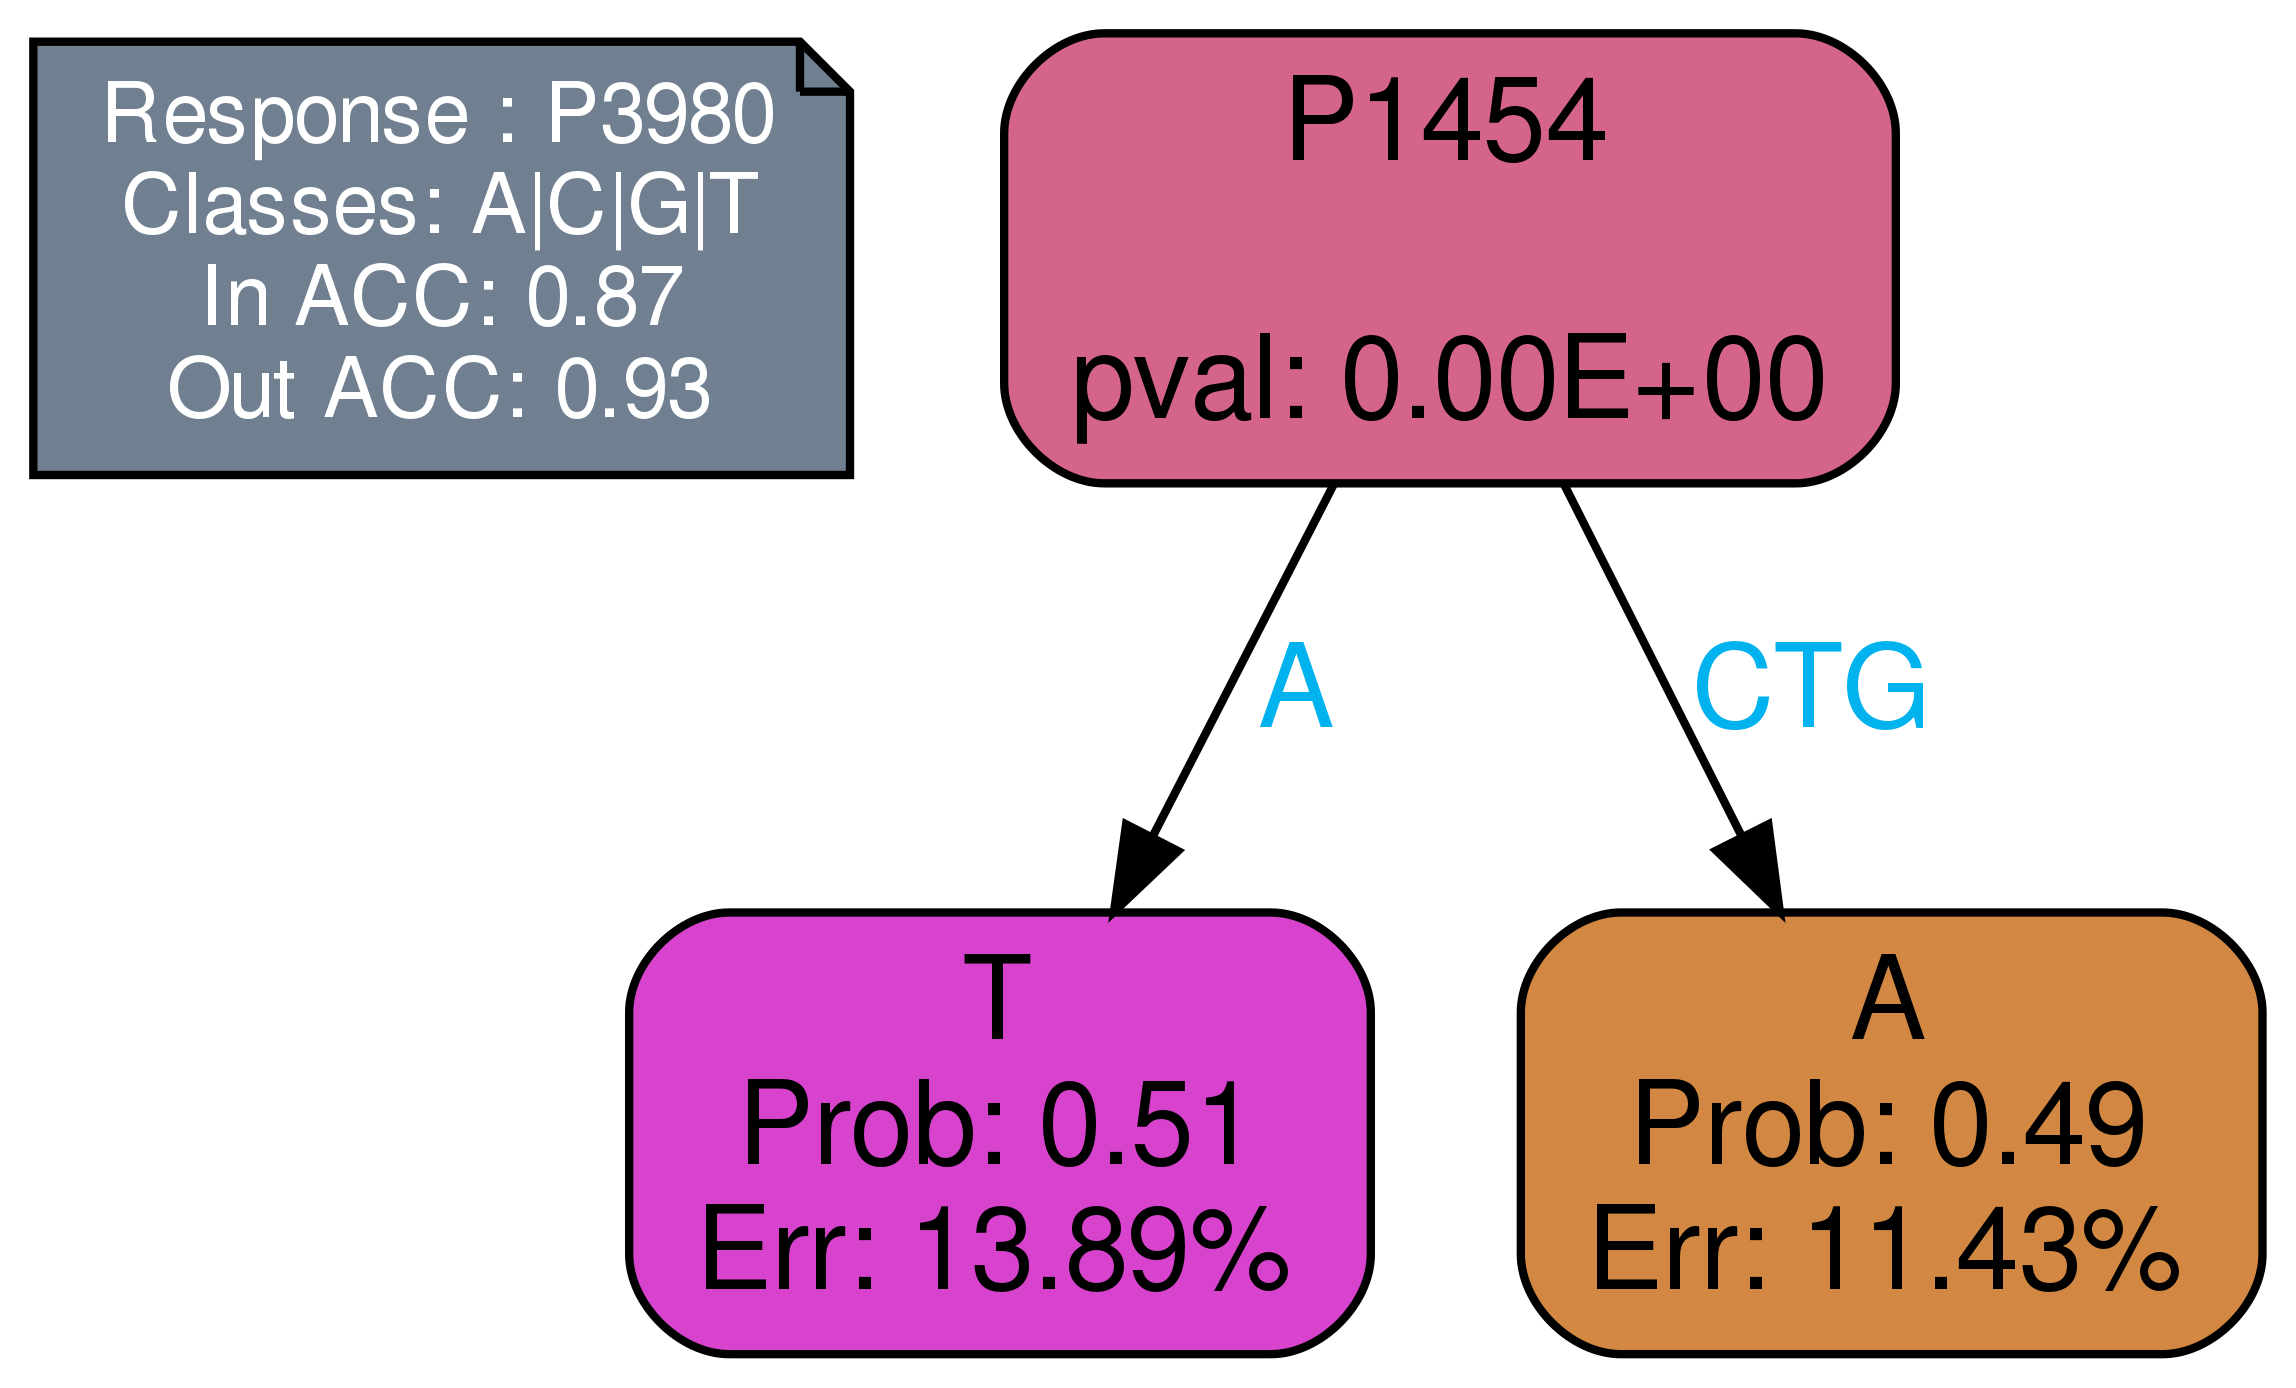 Response : P3980
Classes: A|C|G|T
In ACC: 0.87
Out ACC: 0.93
P1454
pval: 0.00E+00
A
CTG
T
Prob: 0.51
Err: 13.89%
A
Prob: 0.49
Err: 11.43%